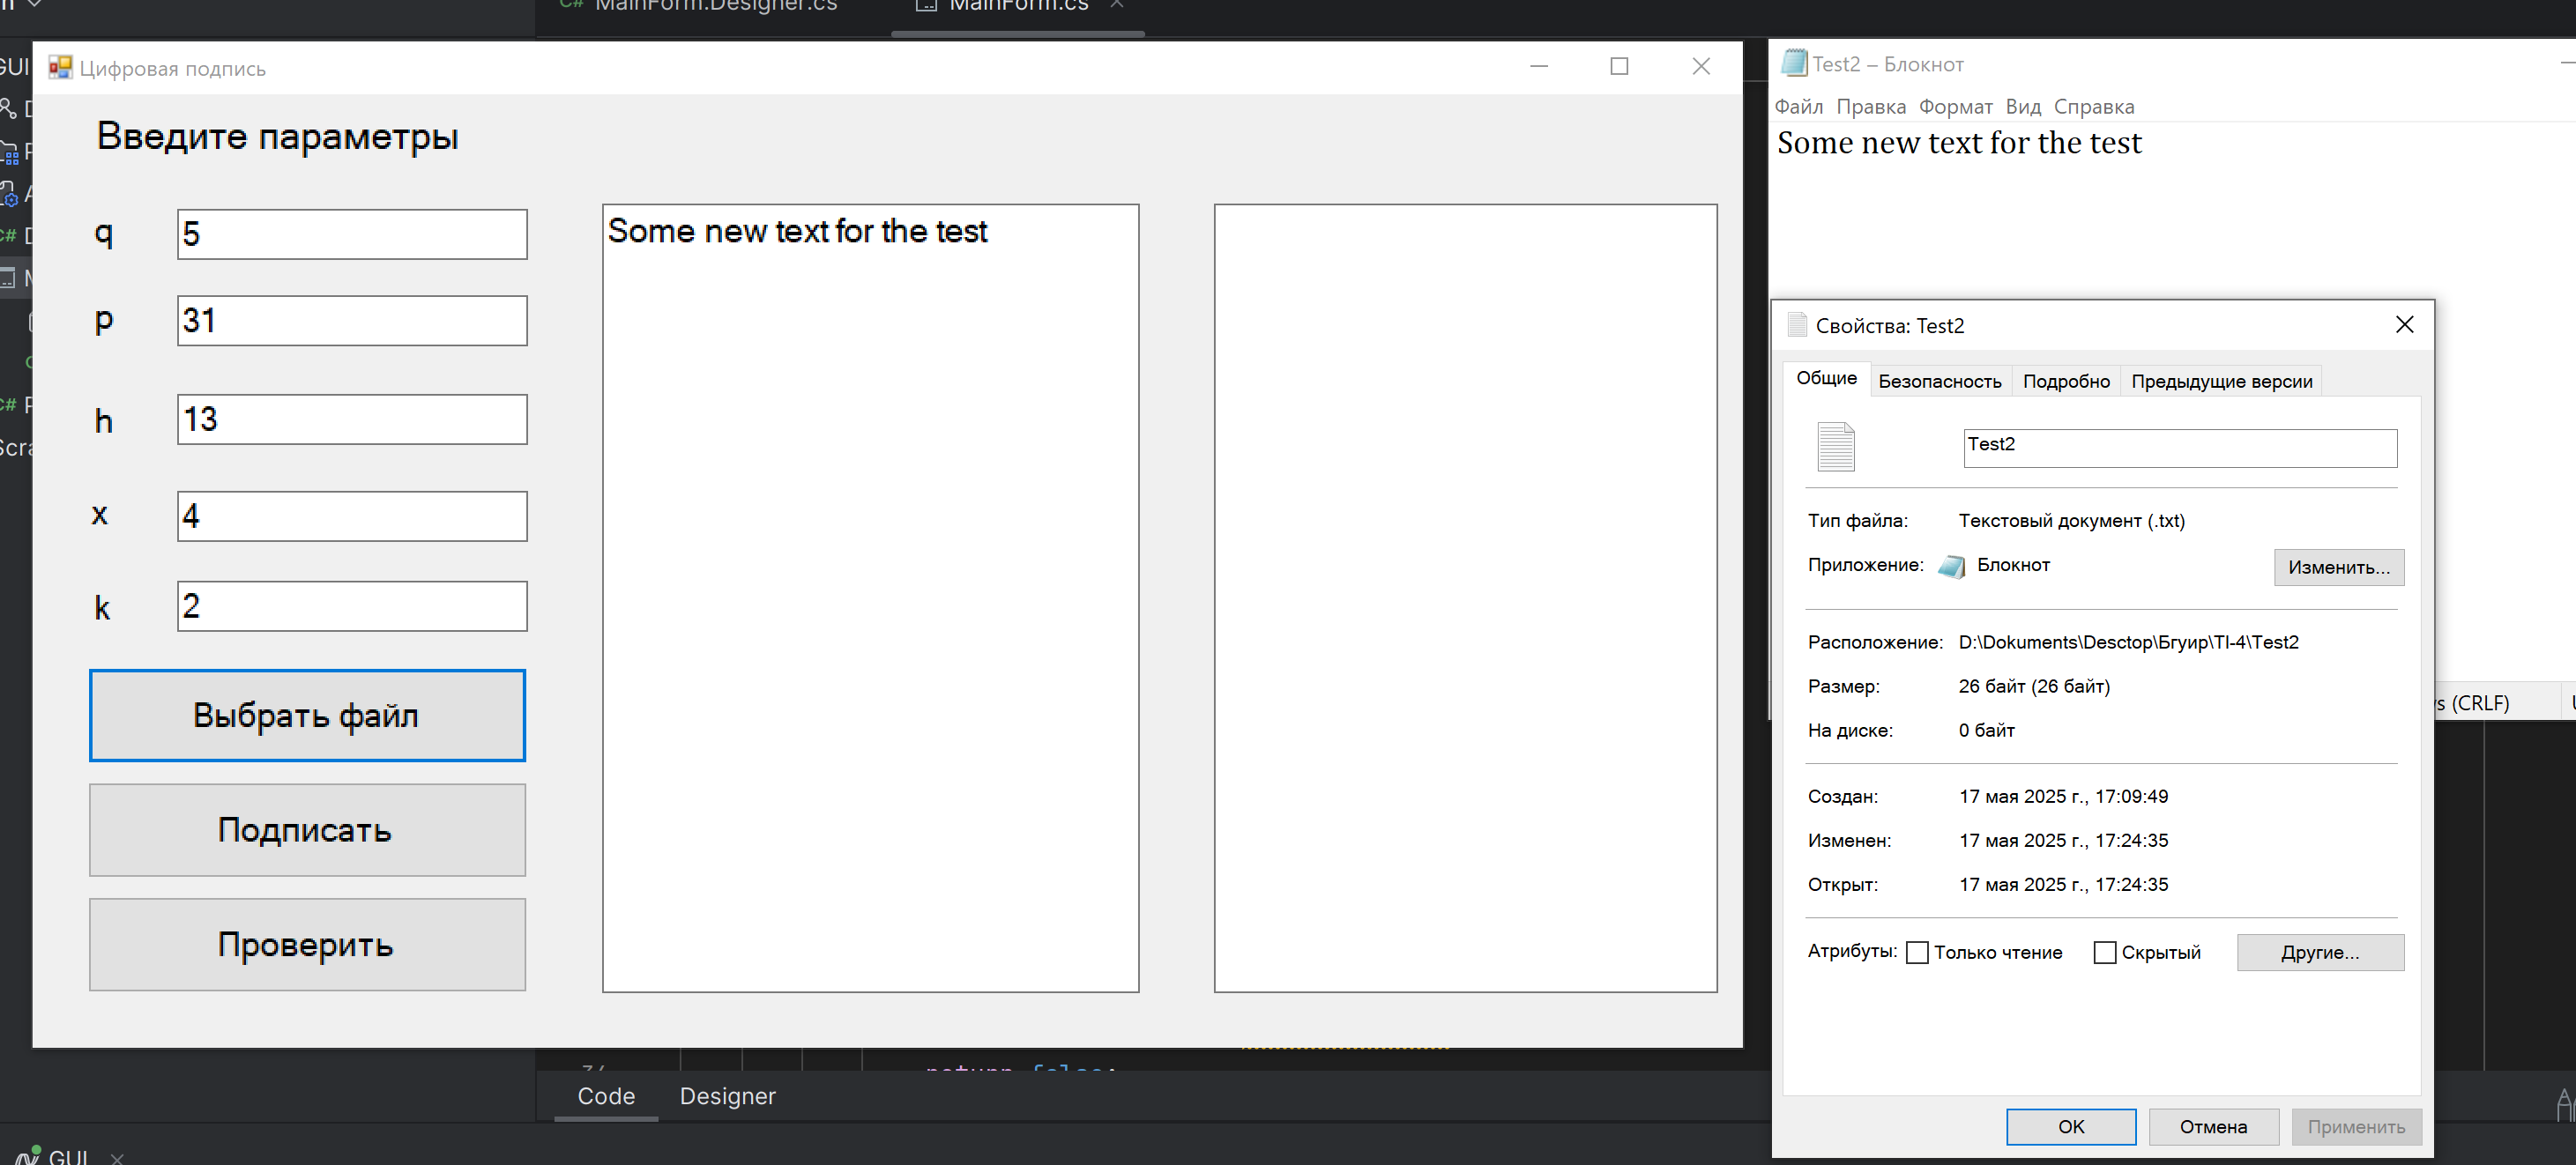 MainForm.Designer.cs
MainForm.cs
GUI
C#
C#
Цифровая подпись
Введите параметры
q 5
p 31
h 13
x 4
k 2
Выбрать файл
Подписать
Проверить
Some new text for the test
Test2 – Блокнот
Файл Правка Формат Вид Справка
Some new text for the test
(CRLF)
Свойства: Test2
Общие Безопасность Подробно Предыдущие версии
Test2
Тип файла: Текстовый документ (.txt)
Приложение: Блокнот Изменить...
Расположение: D:\Dokuments\Desctop\Бгуир\TI-4\Test2
Размер: 26 байт (26 байт)
На диске: 0 байт
Создан: 17 мая 2025 г., 17:09:49
Изменен: 17 мая 2025 г., 17:24:35
Открыт: 17 мая 2025 г., 17:24:35
Атрибуты: Только чтение Скрытый Другие...
OK Отмена Применить
Code Designer
GUI